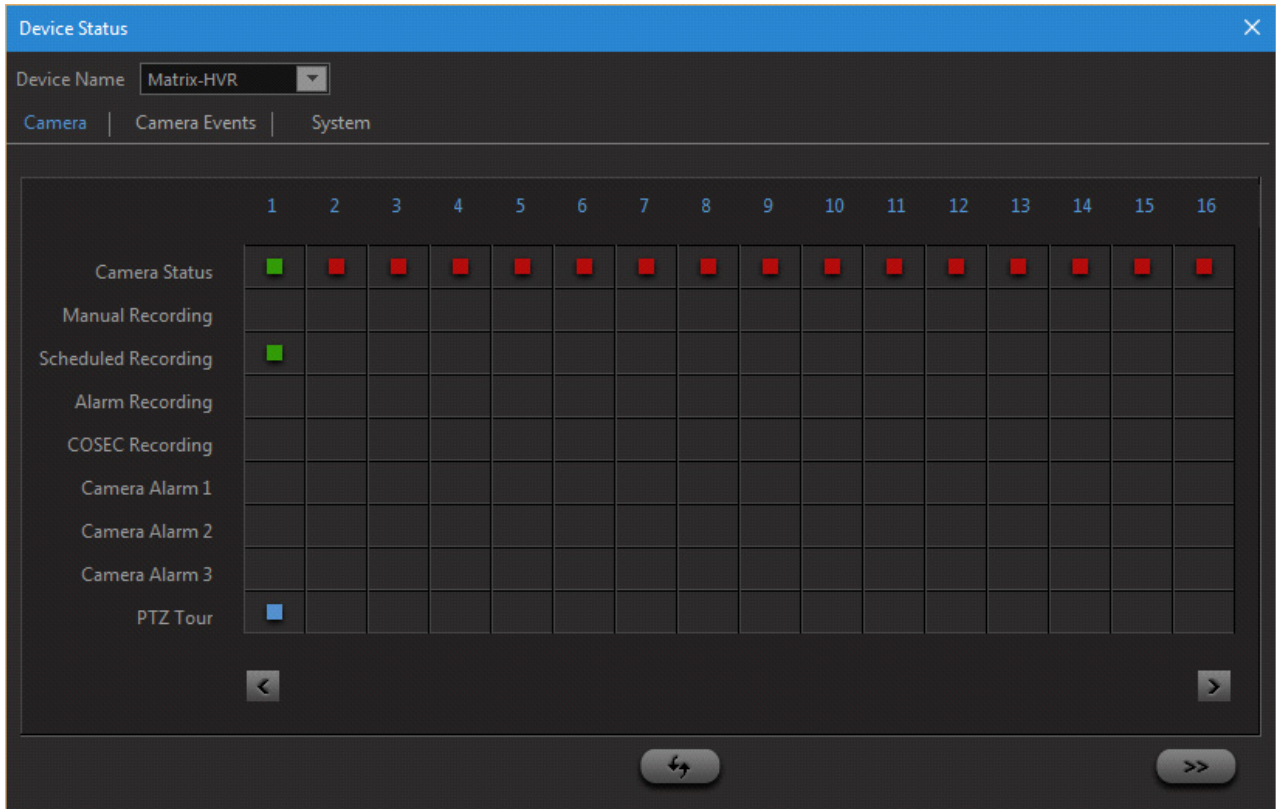 Device Status
Device Name Matrix-HVR
Camera | Camera Events | System
1 2 3 4 5 6 7 8 9 10 11 12 13 14 15 16
Camera Status
Manual Recording
Scheduled Recording
Alarm Recording
COSEC Recording
Camera Alarm 1
Camera Alarm 2
Camera Alarm 3
PTZ Tour
< >
>>